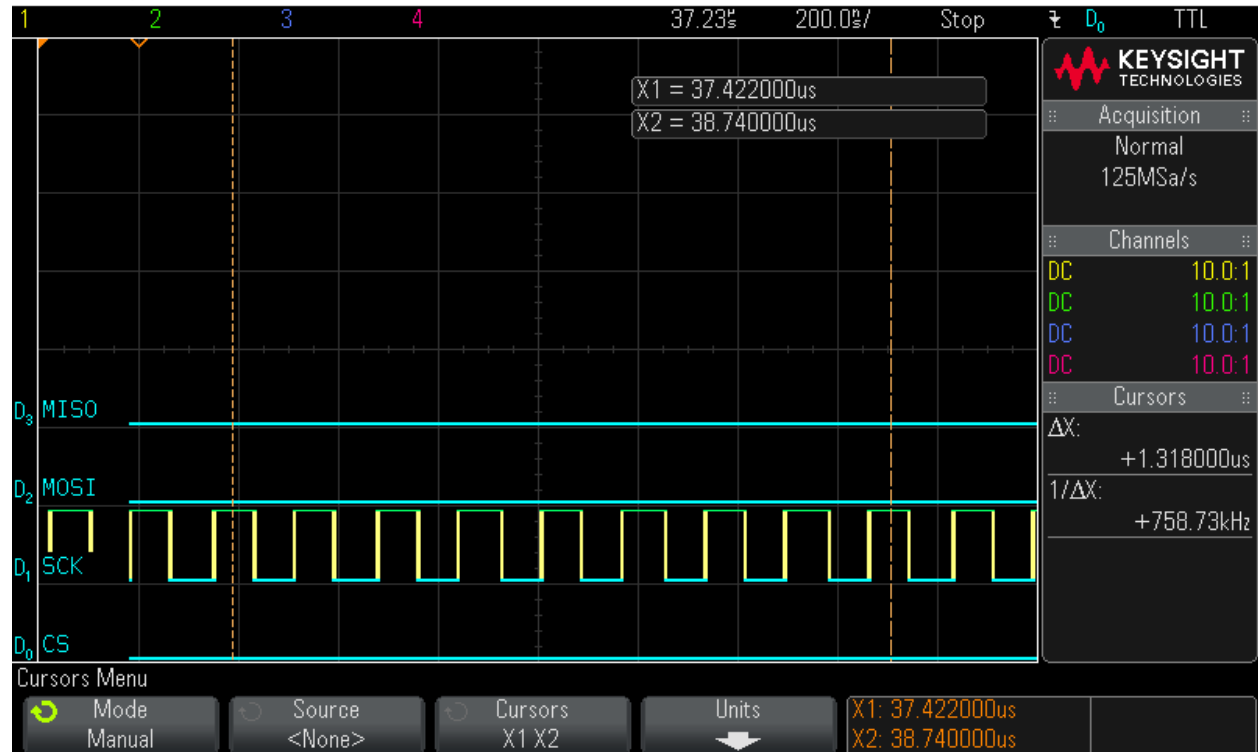 1 2 3 4 37.23µs 200.0ns/ Stop D0 TTL
KEYSIGHT
TECHNOLOGIES
X1 = 37.422000us
X2 = 38.740000us
Acquisition
Normal
125MSa/s
Channels
DC 10.0:1
DC 10.0:1
DC 10.0:1
DC 10.0:1
Cursors
ΔX:
+1.318000us
1/ΔX:
+758.73kHz
D3 MISO
D2 MOSI
D1 SCK
D0 CS
Cursors Menu
Mode
Manual
Source
<None>
Cursors
X1 X2
Units
X1: 37.422000us
X2: 38.740000us